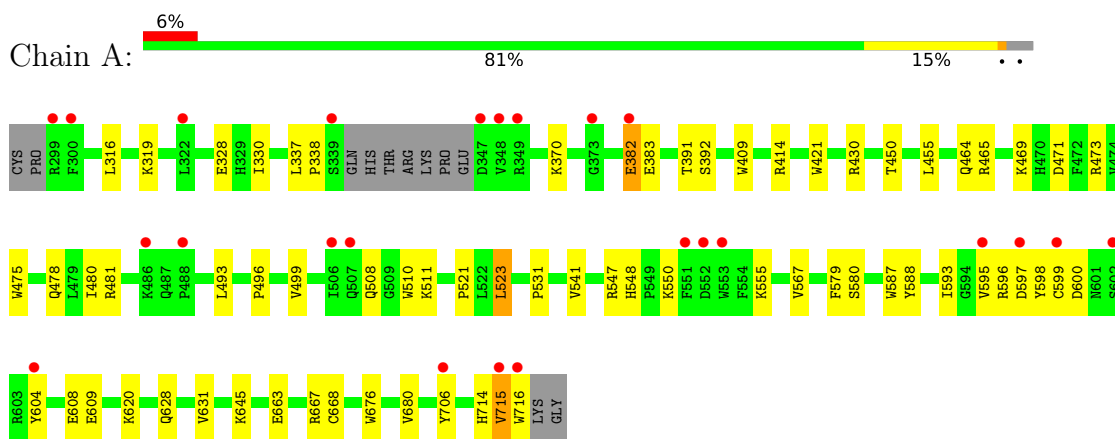 6%
Chain A:
81% 15% • •
CYS PRO R299 F300 L316 K319 L322 E328 H329 I330 L337 P338 S339 GLN HIS THR ARG LYS PRO GLU D347 V348 R349 K370 G373 E382 E383 T391 S392 W409 R414 W421 R430 T450 L455 Q464 R465 K469 H470 D471 F472 R473 V474
W475 Q478 L479 I480 R481 K486 Q487 P488 L493 P496 V499 I506 Q507 Q508 G509 W510 K511 P521 L522 L523 P531 V541 R547 H548 P549 K550 F551 D552 W553 F554 K555 V567 F579 S580 W587 Y588 I593 G594 V595 R596 D597 Y598 C599 D600 N601 S602
R603 Y604 E608 E609 K620 Q628 V631 K645 E663 R667 C668 W676 V680 Y706 H714 V715 W716 LYS GLY